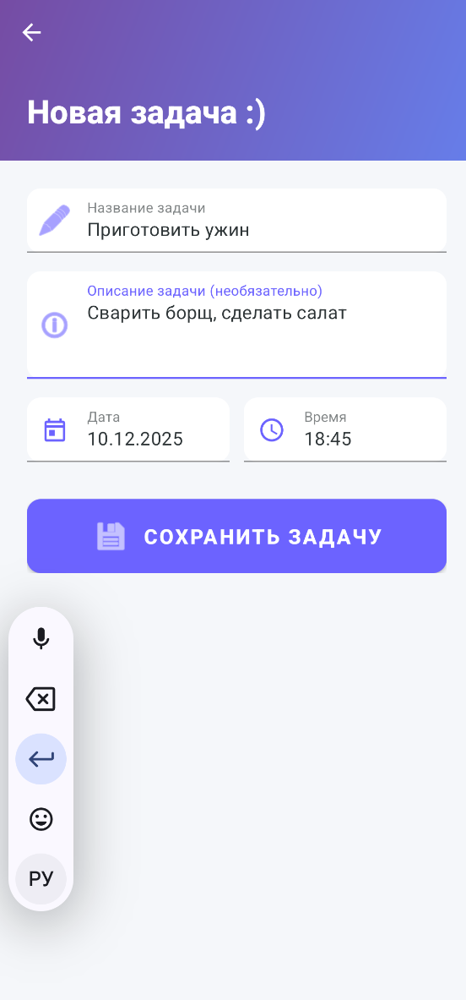 Новая задача :)
Название задачи
Приготовить ужин
Описание задачи (необязательно)
Сварить борщ, сделать салат
Дата
10.12.2025
Время
18:45
СОХРАНИТЬ ЗАДАЧУ
РУ